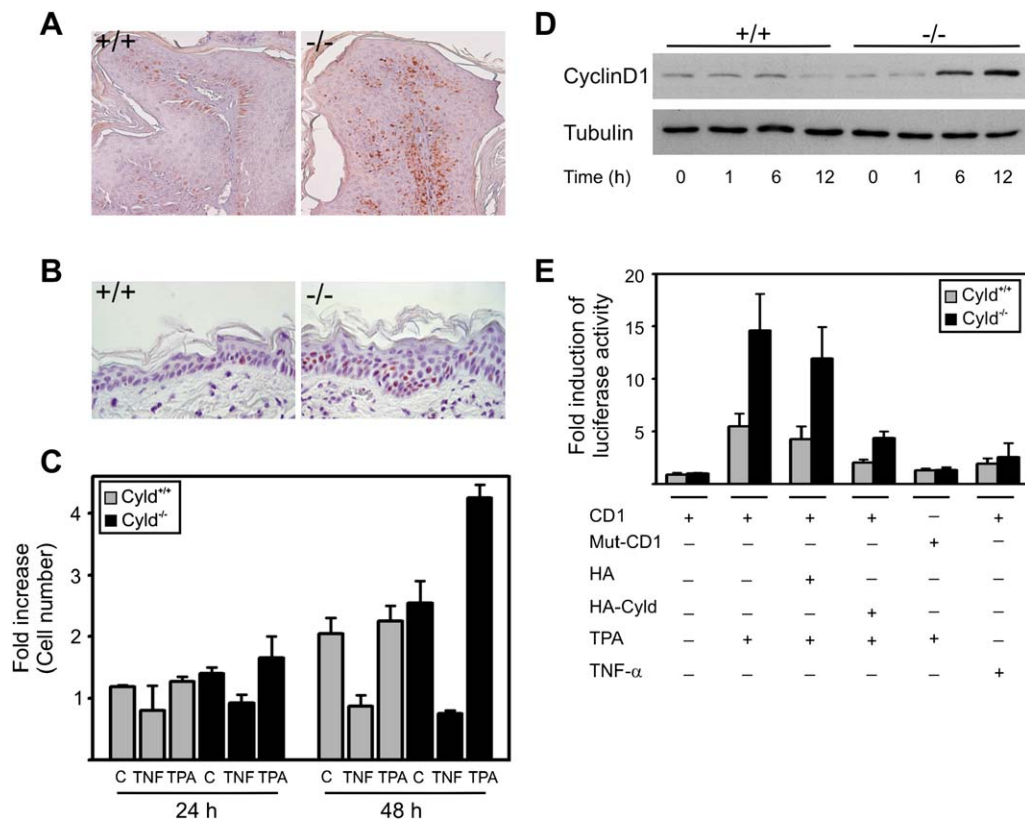 A
+/+
-/-
B
+/+
-/-
C
Cyld+/+
Cyld-/-
Fold increase
(Cell number)
4
3
2
1
C TNF TPA C TNF TPA C TNF TPA C TNF TPA
24 h 48 h
D
+/+ -/-
CyclinD1
Tubulin
Time (h) 0 1 6 12 0 1 6 12
E
Fold induction of
luciferase activity
20
15
10
5
Cyld+/+
Cyld-/-
CD1 + + + + – +
Mut-CD1 – – – – + –
HA – – + – – –
HA-Cyld – – – + – –
TPA – + + + + –
TNF-α – – – – – +